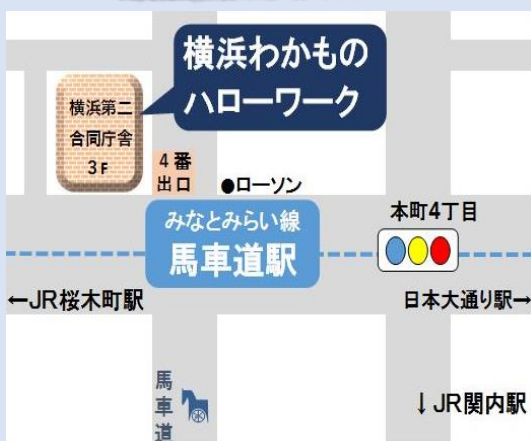 横浜わかもの
ハローワーク
横浜第二
合同庁舎
3F
4番
出口
●ローソン
みなとみらい線
馬車道駅
本町4丁目
←JR桜木町駅
日本大通り駅→
馬車道
↓JR関内駅